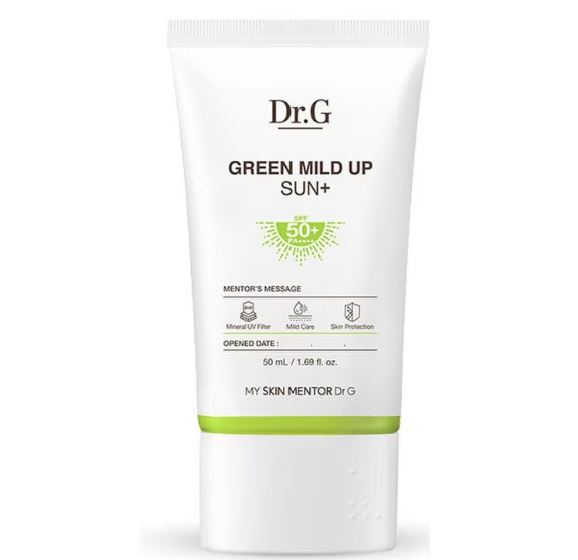 Dr.G
GREEN MILD UP
SUN+
SPF
50+
PA++++
MENTOR'S MESSAGE
Mineral UV Filter Mild Care Skin Protection
OPENED DATE : . .
50 mL / 1.69 fl. oz.
MY SKIN MENTOR Dr G